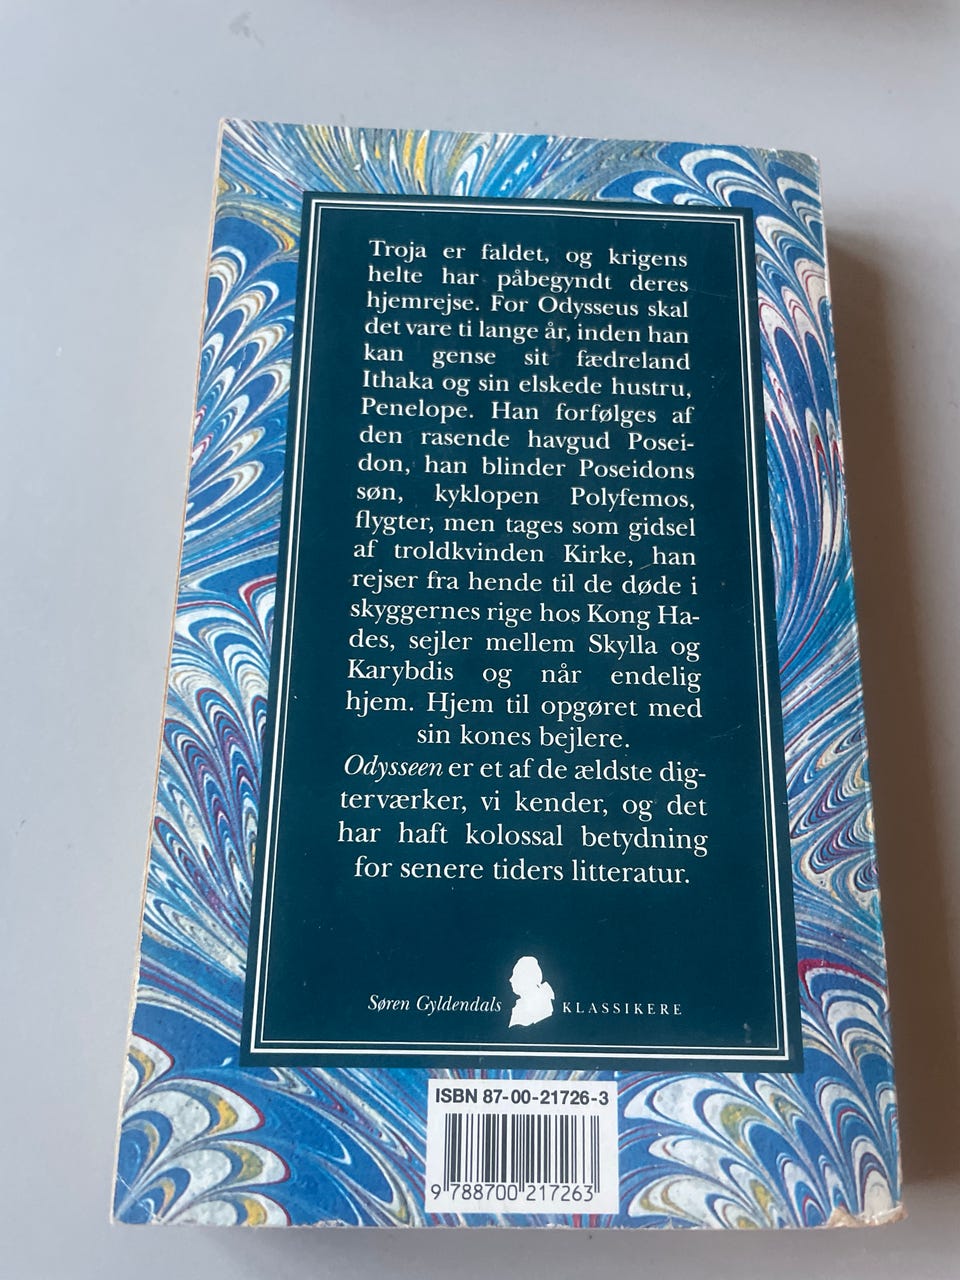 Troja er faldet, og krigens
helte har påbegyndt deres
hjemrejse. For Odysseus skal
det vare ti lange år, inden han
kan gense sit fædreland
Ithaka og sin elskede hustru,
Penelope. Han forfølges af
den rasende havgud Posei-
don, han blinder Poseidons
søn, kyklopen Polyfemos,
flygter, men tages som gidsel
af troldkvinden Kirke, han
rejser fra hende til de døde i
skyggernes rige hos Kong Ha-
des, sejler mellem Skylla og
Karybdis og når endelig
hjem. Hjem til opgøret med
sin kones bejlere.
Odysseen er et af de ældste dig-
terværker, vi kender, og det
har haft kolossal betydning
for senere tiders litteratur.
Søren Gyldendals KLASSIKERE
ISBN 87-00-21726-3
9 788700 217263